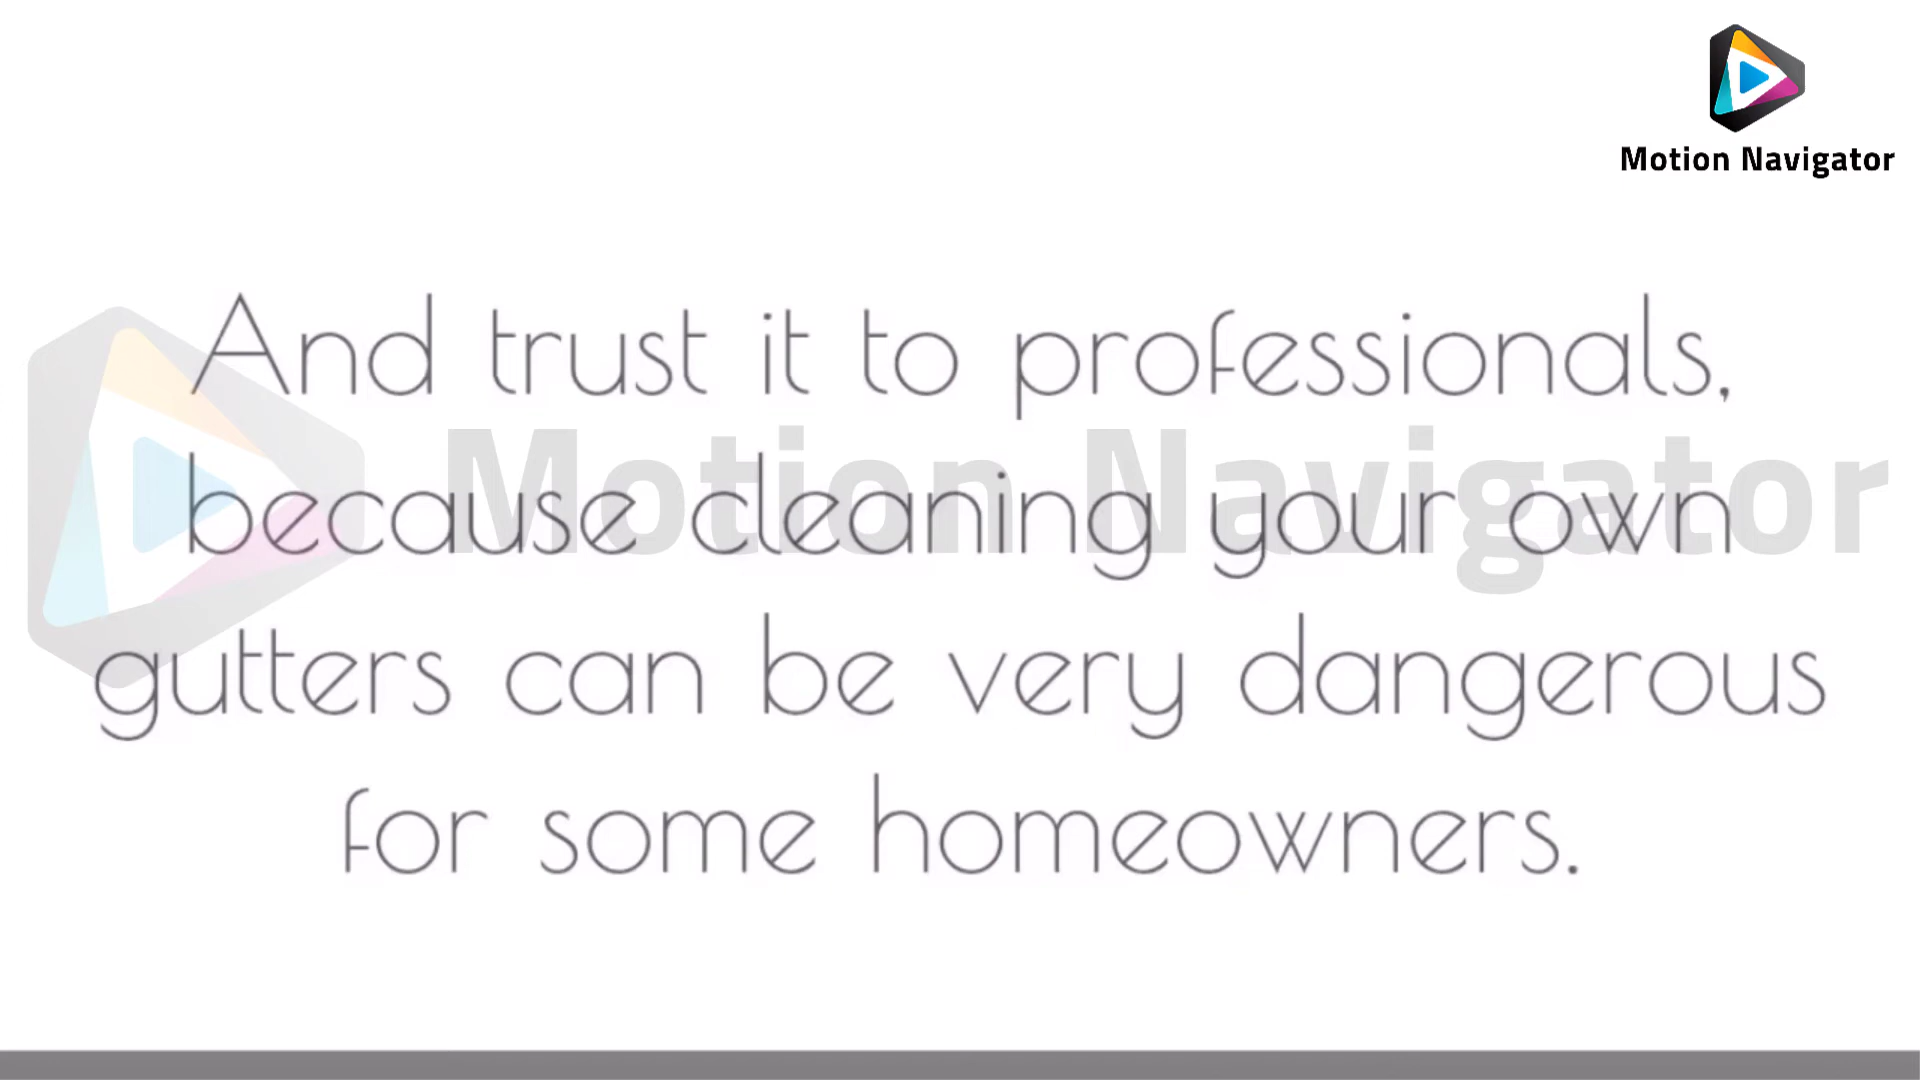 Motion Navigator
And trust it to professionals,
Motion Navigator
because cleaning your own
gutters can be very dangerous
for some homeowners.